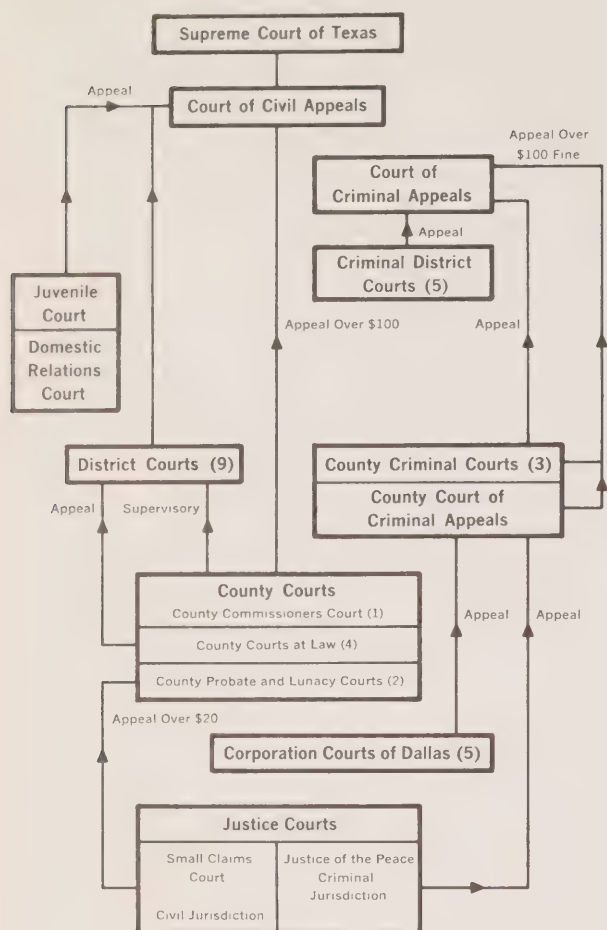 Supreme Court of Texas
Appeal
Court of Civil Appeals
Appeal Over
$100 Fine
Court of
Criminal Appeals
Appeal
Criminal District
Courts (5)
Juvenile
Court
Domestic
Relations
Court
Appeal Over $100
Appeal
District Courts (9)
County Criminal Courts (3)
County Court of
Criminal Appeals
Appeal
Supervisory
County Courts
County Commissioners Court (1)
County Courts at Law (4)
County Probate and Lunacy Courts (2)
Appeal
Appeal
Appeal Over $20
Corporation Courts of Dallas (5)
Justice Courts
Small Claims
Court
Civil Jurisdiction
Justice of the Peace
Criminal
Jurisdiction